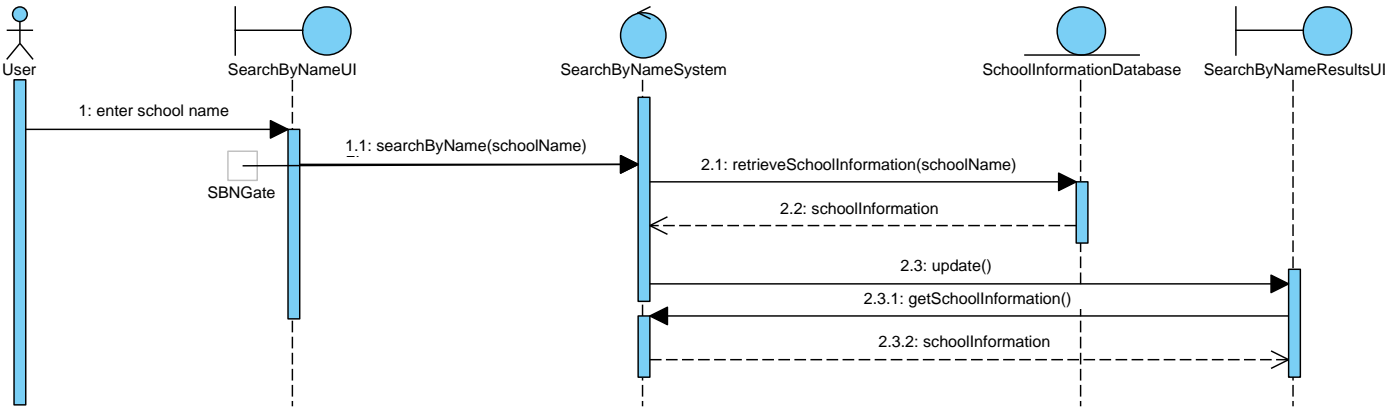 User
SearchByNameUI
SearchByNameSystem
SchoolInformationDatabase
SearchByNameResultsUI
1: enter school name
1.1: searchByName(schoolName)
SBNGate
2.1: retrieveSchoolInformation(schoolName)
2.2: schoolInformation
2.3: update()
2.3.1: getSchoolInformation()
2.3.2: schoolInformation